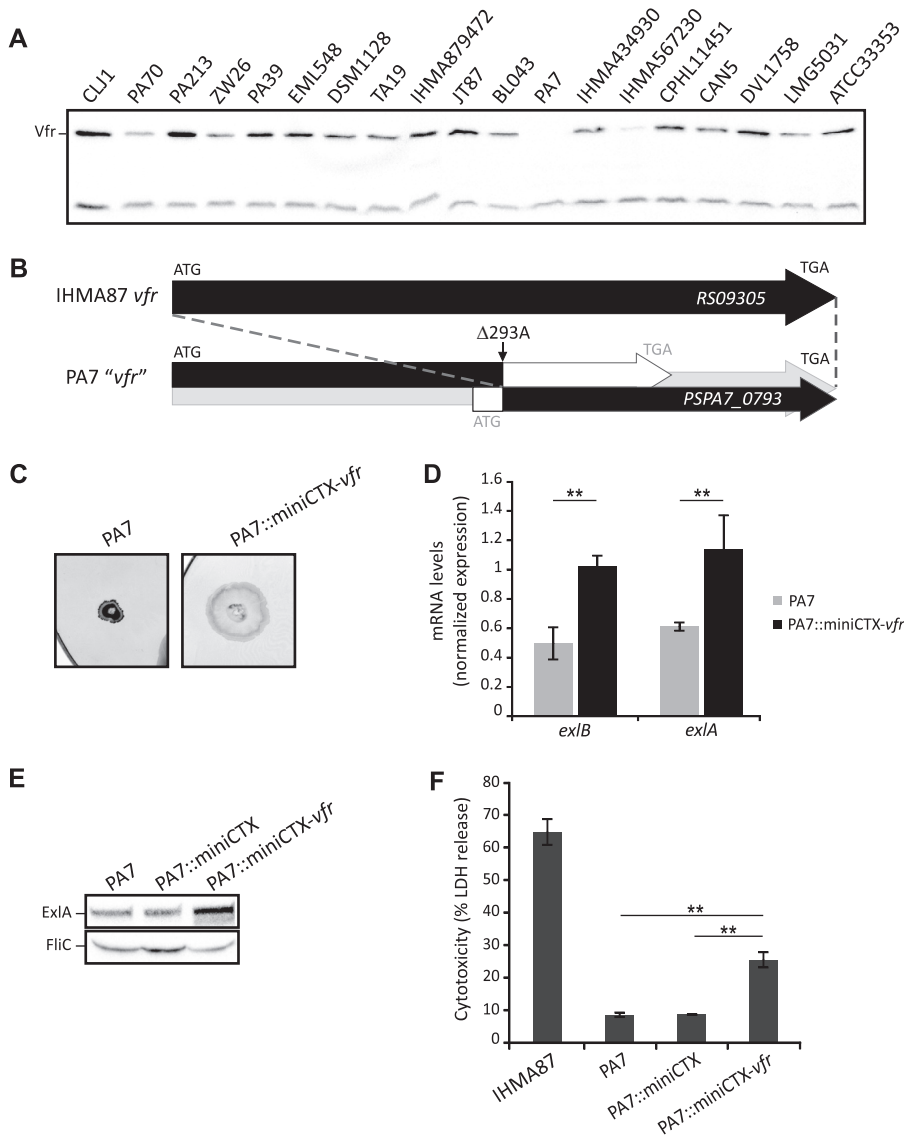 A
CLJ1 PA70 PA213 ZW26 PA39 EML548 DSM1128 TA19 IHMA879472 JT87 BL043 PA7 IHMA434930 IHMA567230 CPHL11451 CAN5 DVL1758 LMG5031 ATCC33353
Vfr
B
ATG TGA
IHMA87 vfr RS09305
Δ293A
ATG TGA TGA
PA7 “vfr” PSPA7_0793
ATG
C
PA7 PA7::miniCTX-vfr
D
mRNA levels
(normalized expression)
1.6
1.4
1.2
1
0.8
0.6
0.4
0.2
0
** **
exlB exlA
PA7
PA7::miniCTX-vfr
E
PA7 PA7::miniCTX PA7::miniCTX-vfr
ExlA
FliC
F
Cytotoxicity (% LDH release)
80
70
60
50
40
30
20
10
0
**
**
IHMA87 PA7 PA7::miniCTX PA7::miniCTX-vfr